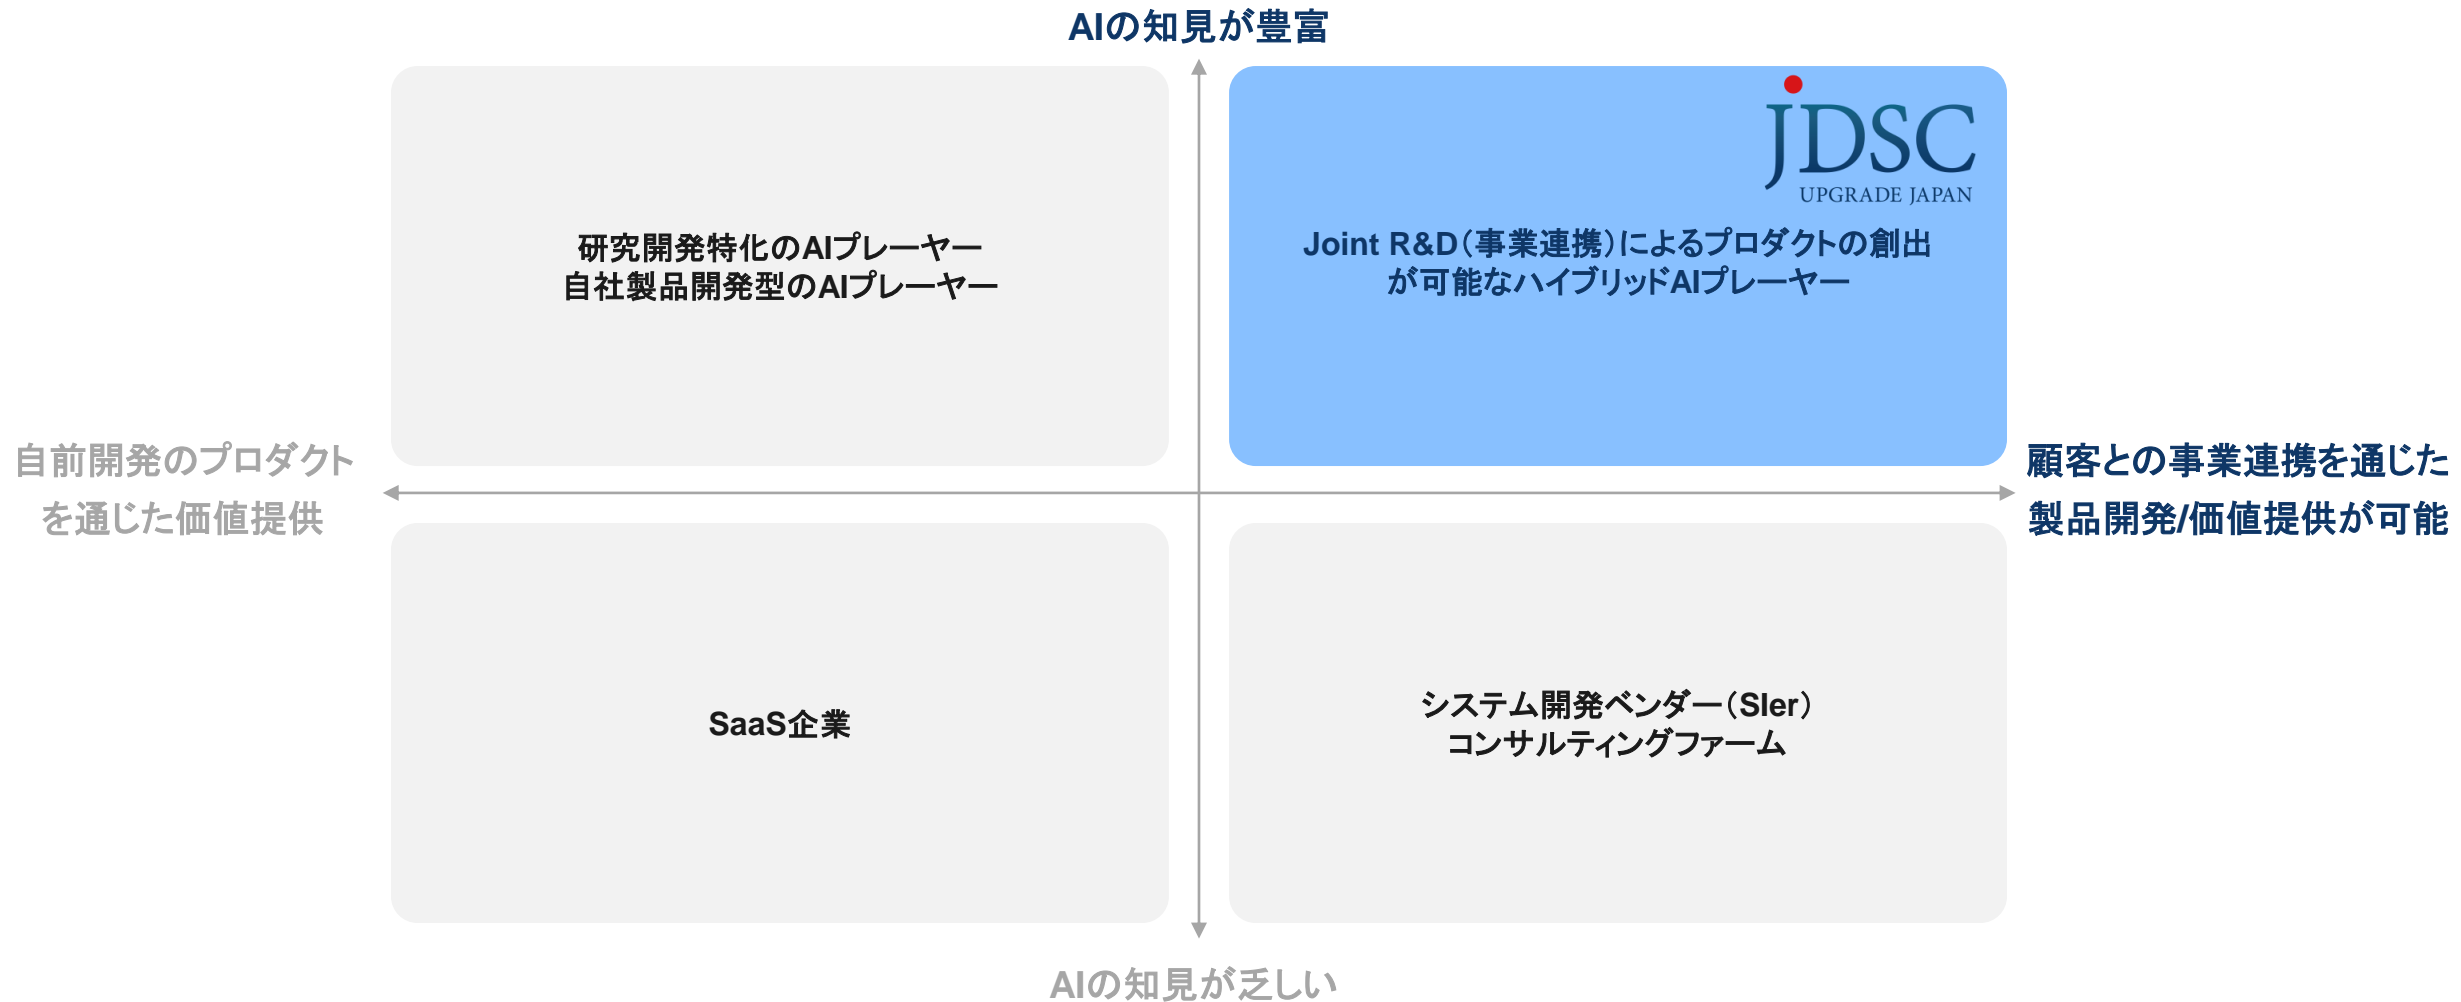 AIの知見が豊富
JDSC
UPGRADE JAPAN
研究開発特化のAIプレーヤー
自社製品開発型のAIプレーヤー
Joint R&D（事業連携）によるプロダクトの創出
が可能なハイブリッドAIプレーヤー
自前開発のプロダクト
を通じた価値提供
顧客との事業連携を通じた
製品開発/価値提供が可能
SaaS企業
システム開発ベンダー（SIer）
コンサルティングファーム
AIの知見が乏しい